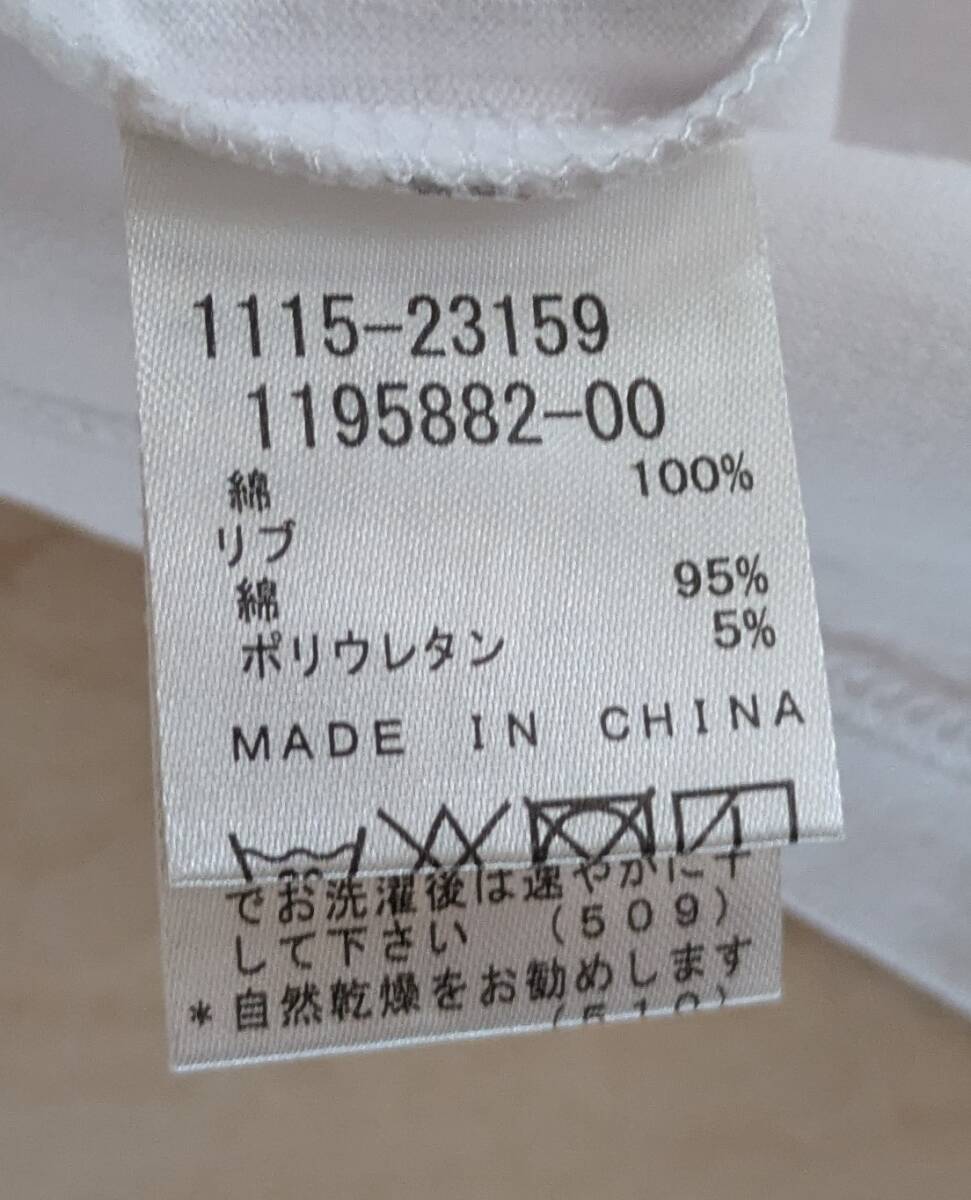 1115-23159
1195882-00
綿 100%
リブ
綿 95%
ポリウレタン 5%
MADE IN CHINA
でお洗濯後は速やかに干
して下さい (509)
*自然乾燥をお勧めします
(510)